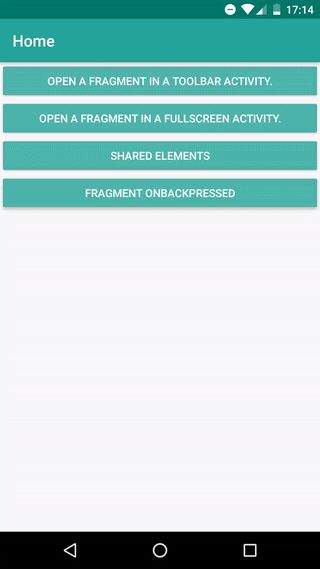 17:14
Home
OPEN A FRAGMENT IN A TOOLBAR ACTIVITY.
OPEN A FRAGMENT IN A FULLSCREEN ACTIVITY.
SHARED ELEMENTS
FRAGMENT ONBACKPRESSED